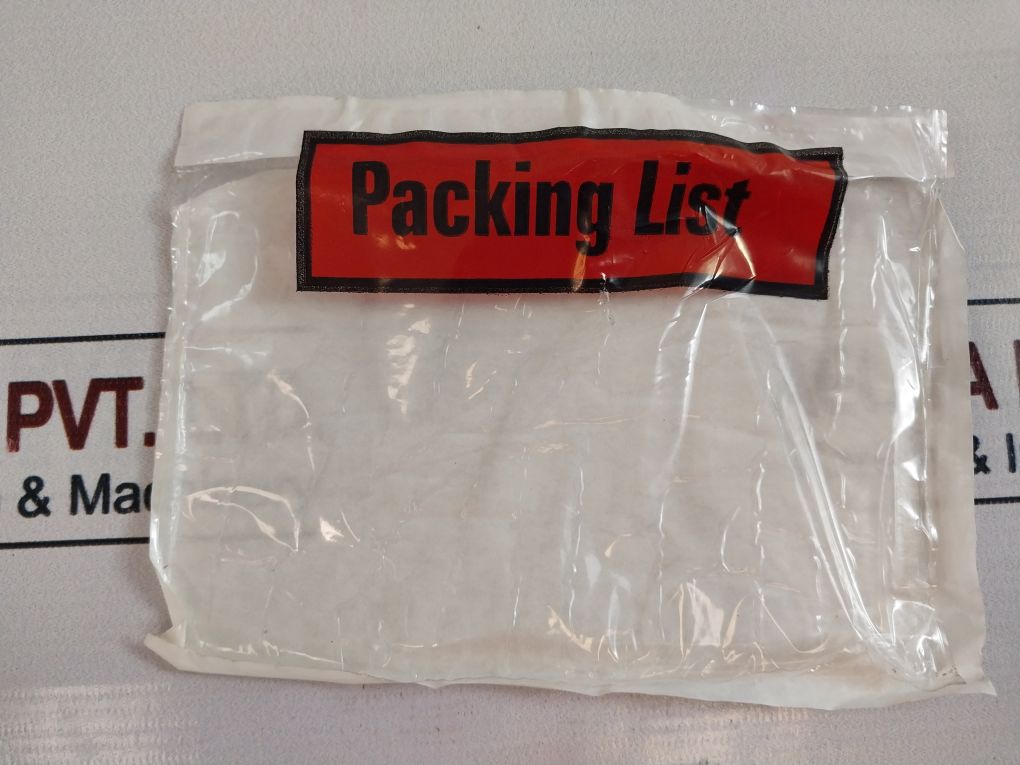 Packing List
PVT.
& Mac
A
& I